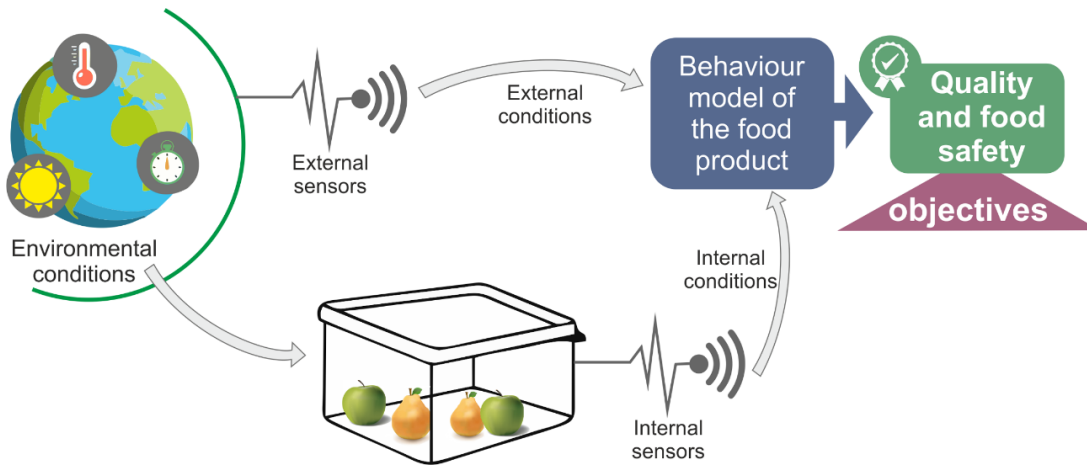 Environmental
conditions
External
sensors
External
conditions
Behaviour
model of
the food
product
Quality
and food
safety
objectives
Internal
conditions
Internal
sensors